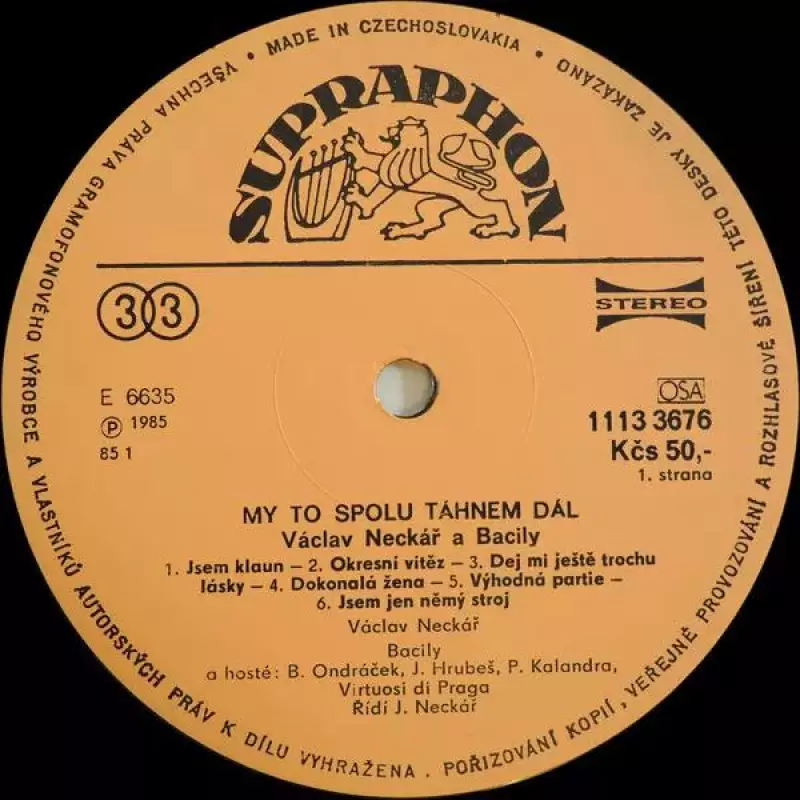 • MADE IN CZECHOSLOVAKIA •
VŠECHNA PRÁVA GRAMOFONOVÉHO VÝROBCE A VLASTNÍKŮ AUTORSKÝCH PRÁV K DÍLU VYHRAŽENA . POŘIZOVÁNÍ KOPIÍ, VEŘEJNÉ PROVOZOVÁNÍ A ROZHLASOVÉ ŠÍRENÍ TÉTO DESKY JE ZAKÁZÁNO
SUPRAPHON
33
STEREO
E 6635
Ⓟ 1985
85 1
OSA
1113 3676
Kčs 50,-
1. strana
MY TO SPOLU TÁHNEM DÁL
Václav Neckář a Bacily
1. Jsem klaun – 2. Okresní vítěz – 3. Dej mi ještě trochu
lásky – 4. Dokonalá žena – 5. Výhodná partie –
6. Jsem jen němý stroj
Václav Neckář
Bacily
a hosté: B. Ondráček, J. Hrubeš, P. Kalandra,
Virtuosi di Praga
Řídí J. Neckář